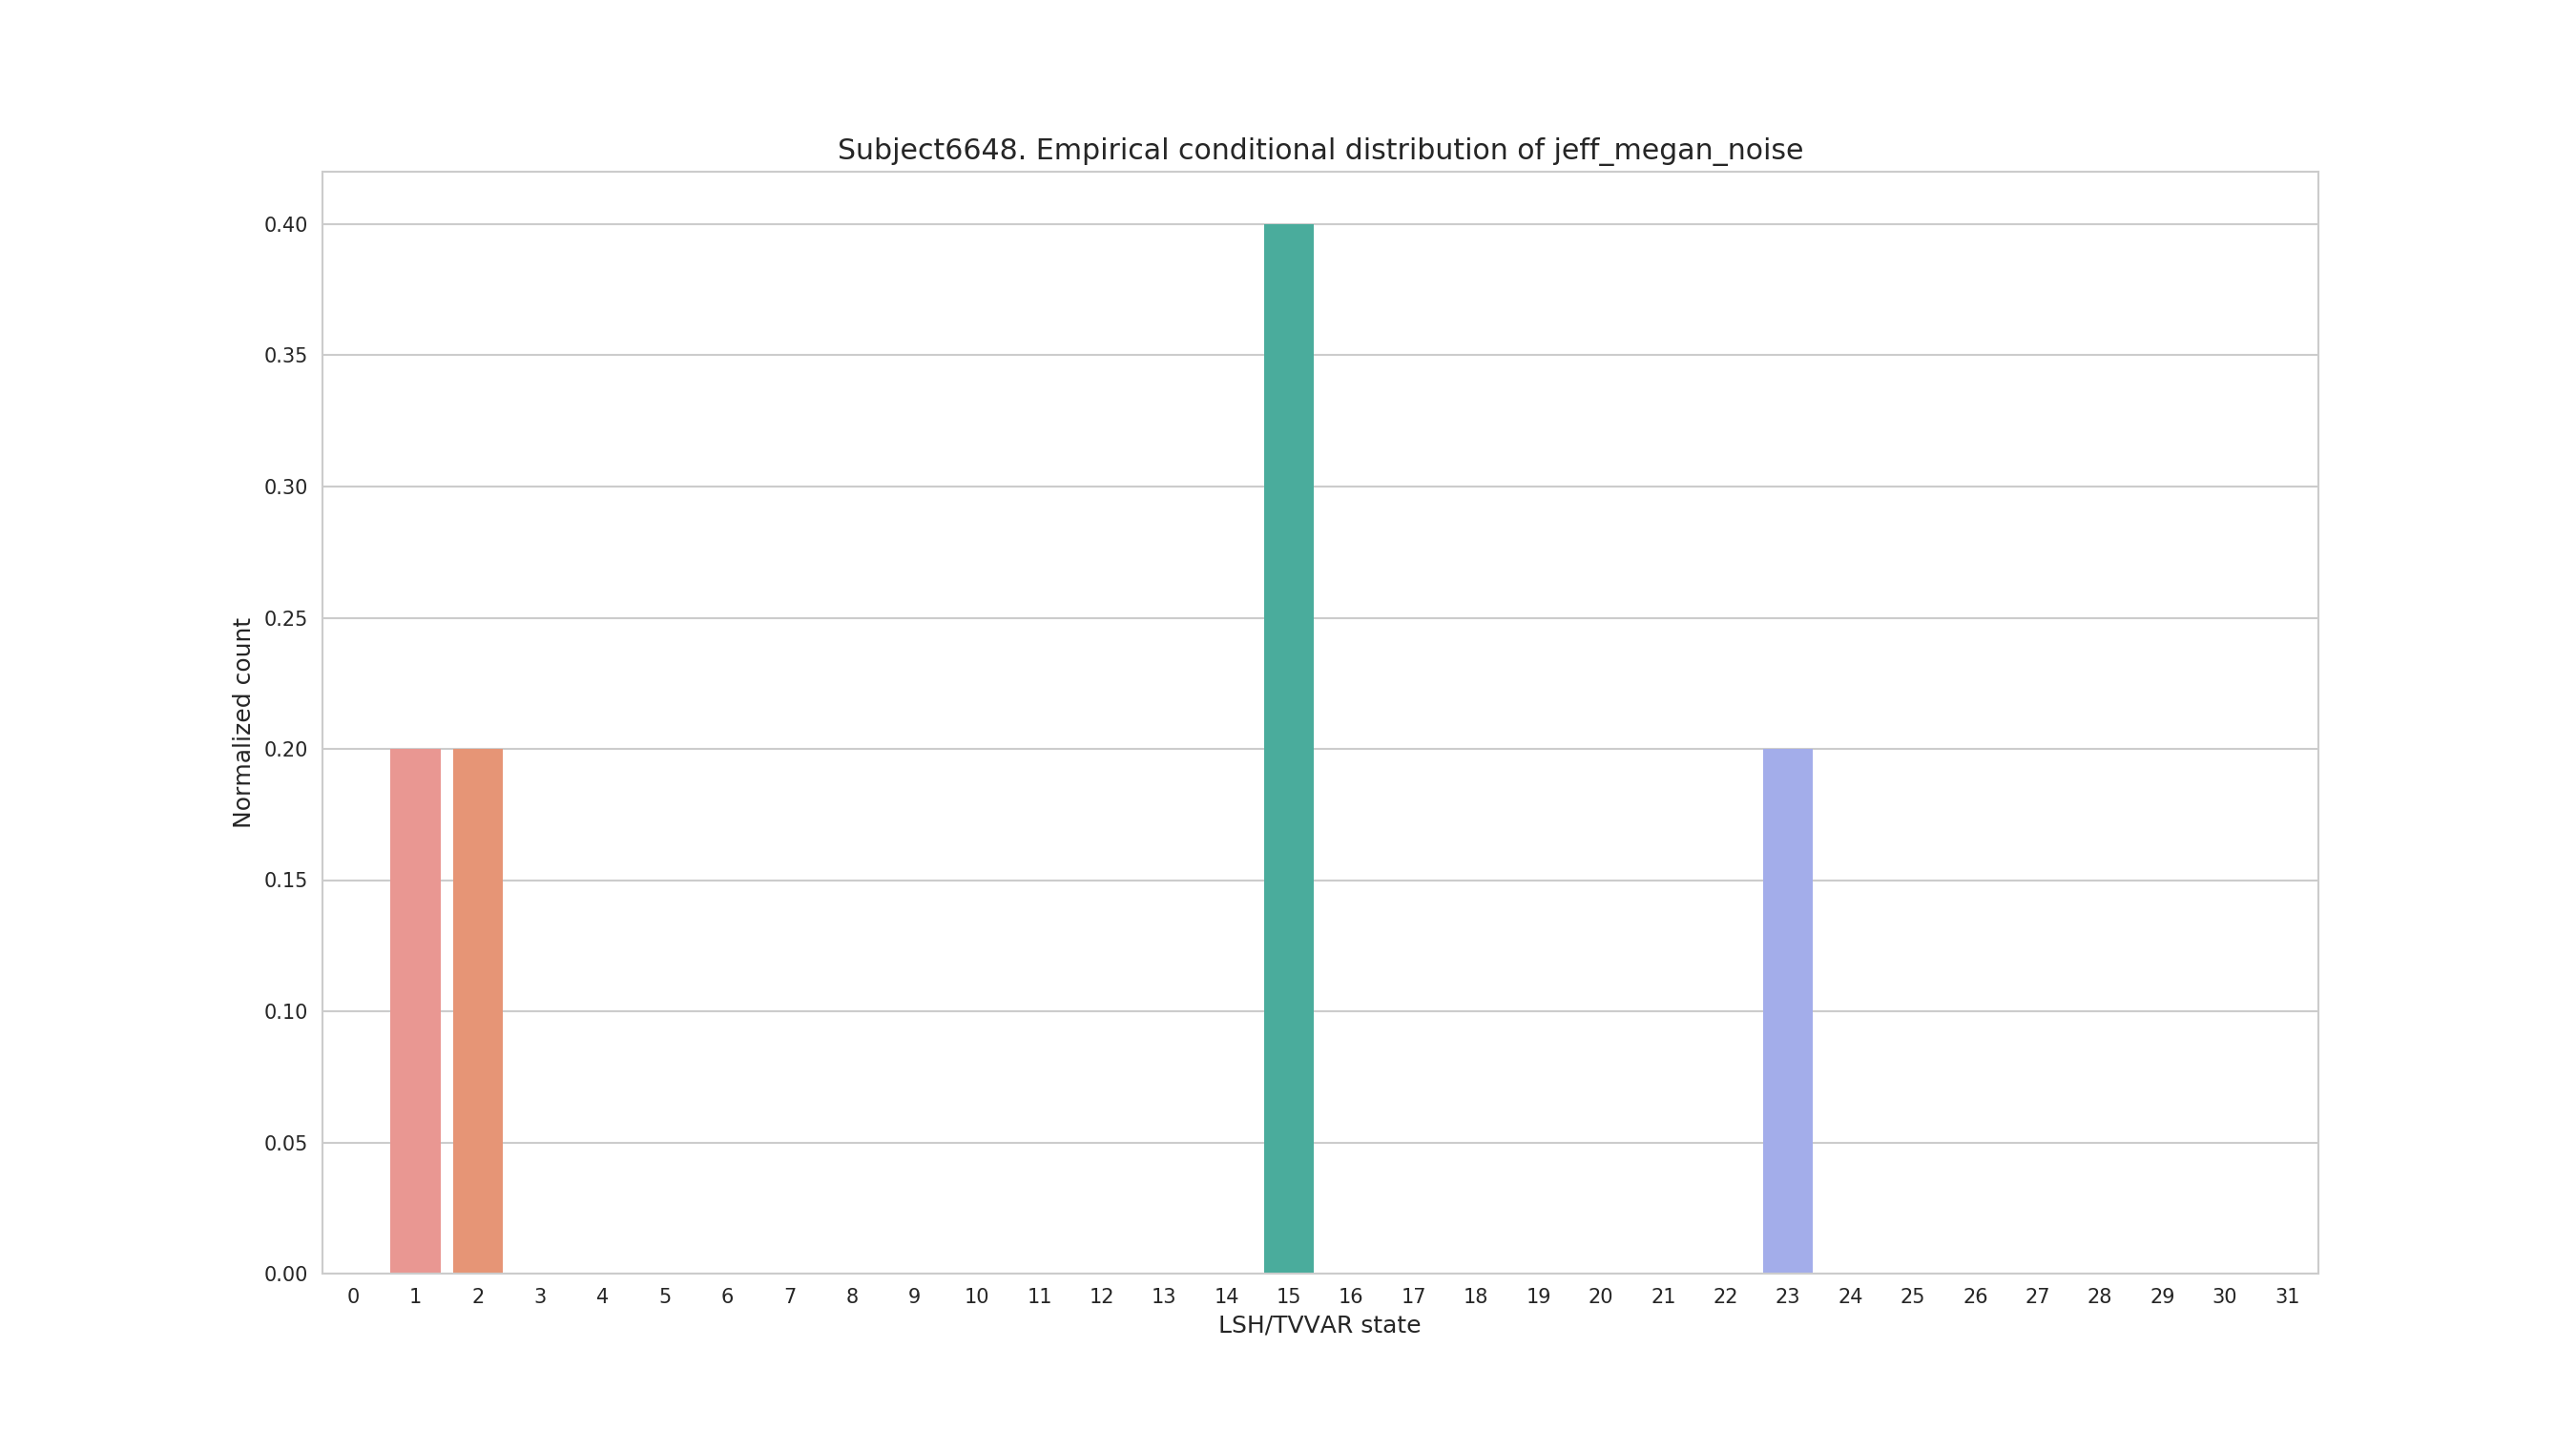 Subject6648. Empirical conditional distribution of jeff_megan_noise
0.40
0.35
0.30
0.25
0.20
0.15
0.10
0.05
0.00
Normalized count
0 1 2 3 4 5 6 7 8 9 10 11 12 13 14 15 16 17 18 19 20 21 22 23 24 25 26 27 28 29 30 31
LSH/TVVAR state